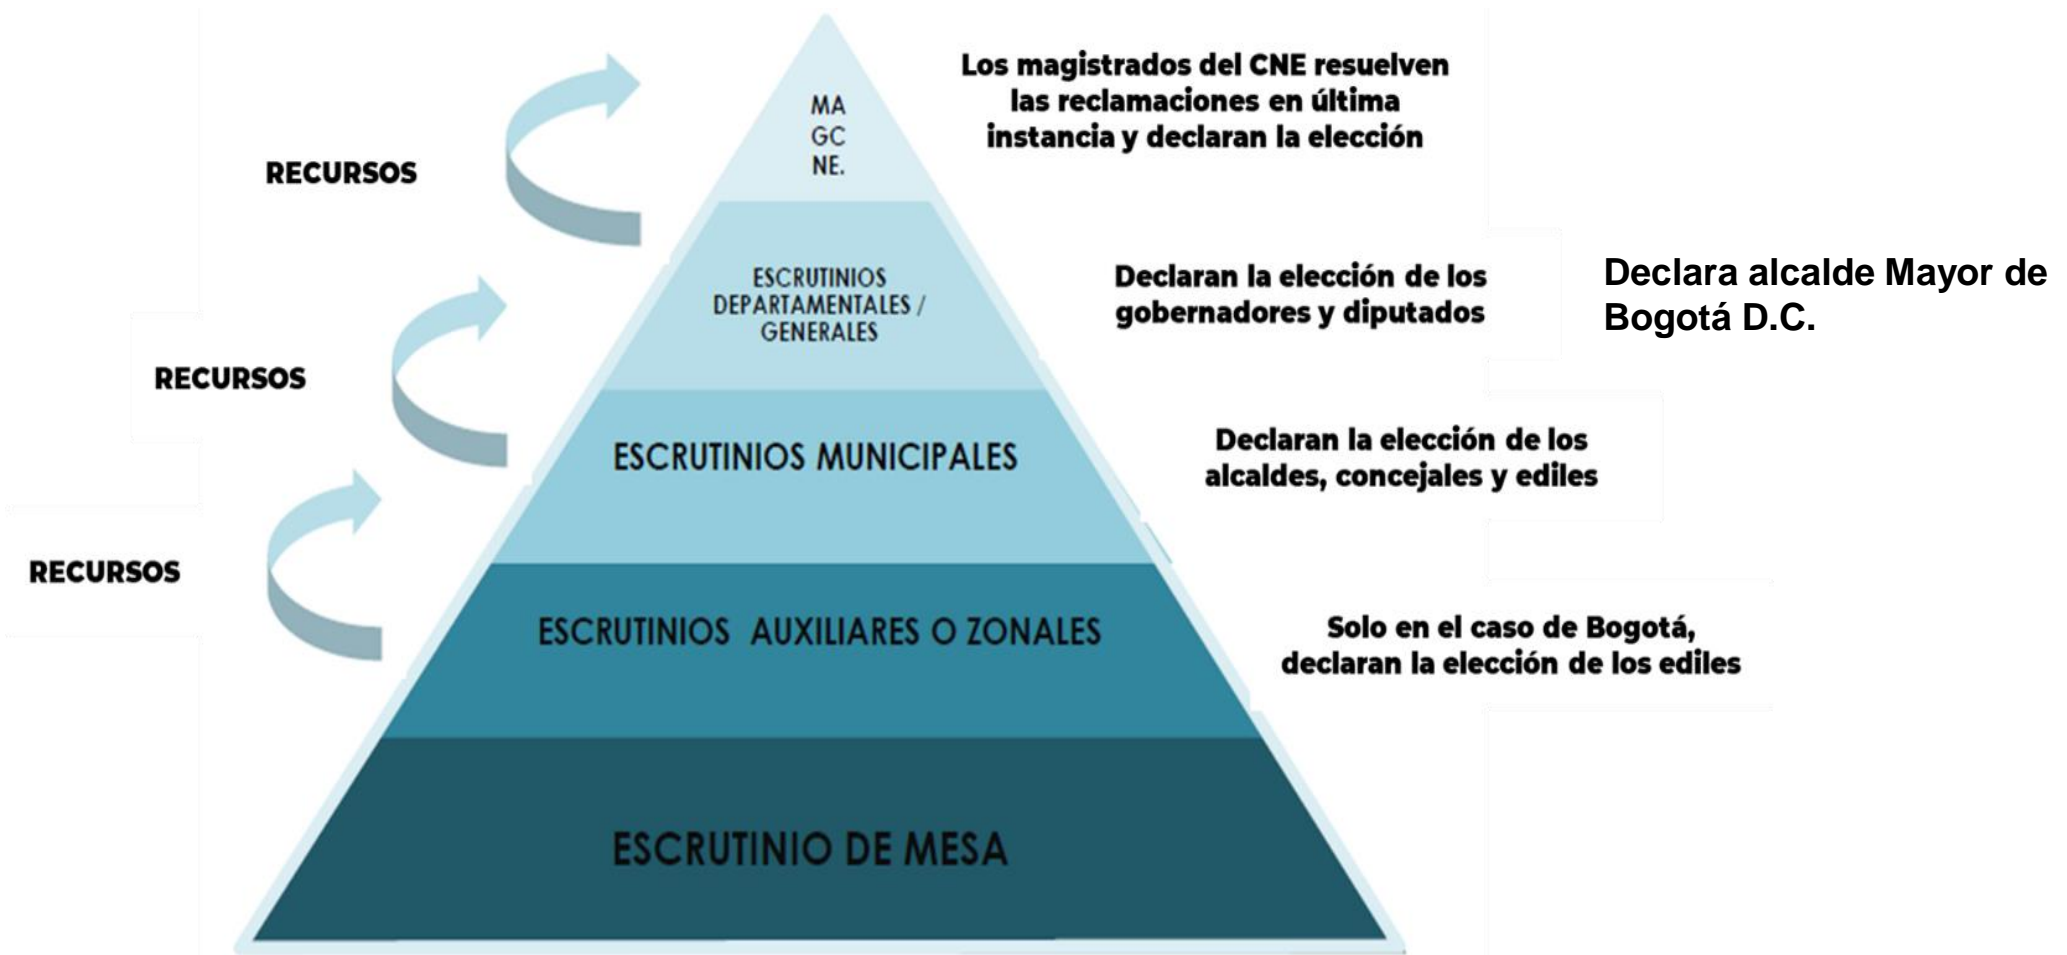 MA
GC
NE.
Los magistrados del CNE resuelven
las reclamaciones en última
instancia y declaran la elección
RECURSOS
ESCRUTINIOS
DEPARTAMENTALES /
GENERALES
Declaran la elección de los
gobernadores y diputados
Declara alcalde Mayor de
Bogotá D.C.
RECURSOS
ESCRUTINIOS MUNICIPALES
Declaran la elección de los
alcaldes, concejales y ediles
RECURSOS
ESCRUTINIOS AUXILIARES O ZONALES
Solo en el caso de Bogotá,
declaran la elección de los ediles
ESCRUTINIO DE MESA